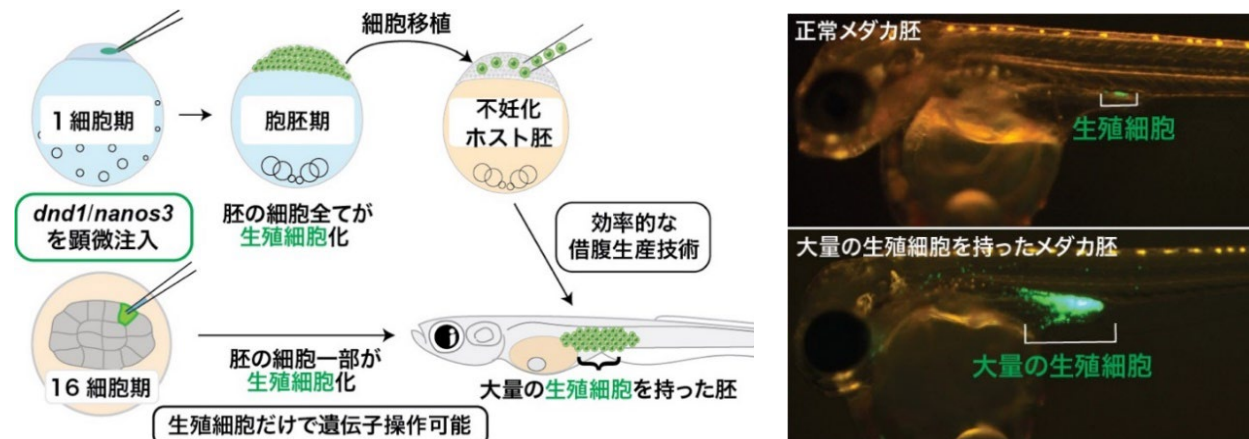 細胞移植
1細胞期
胞胚期
不妊化
ホスト胚
dnd1/nanos3
を顕微注入
胚の細胞全てが
生殖細胞化
効率的な
借腹生産技術
16細胞期
胚の細胞一部が
生殖細胞化
大量の生殖細胞を持った胚
生殖細胞だけで遺伝子操作可能
正常メダカ胚
生殖細胞
大量の生殖細胞を持ったメダカ胚
大量の生殖細胞